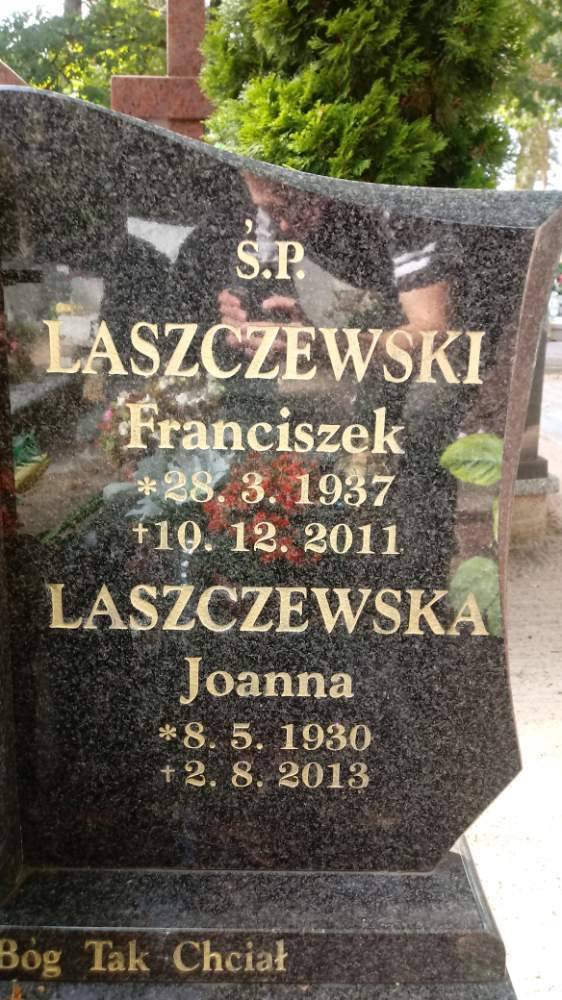 Ś.P.
LASZCZEWSKI
Franciszek
*28. 3. 1937
†10. 12. 2011
LASZCZEWSKA
Joanna
*8. 5. 1930
†2. 8. 2013
Bóg Tak Chciał